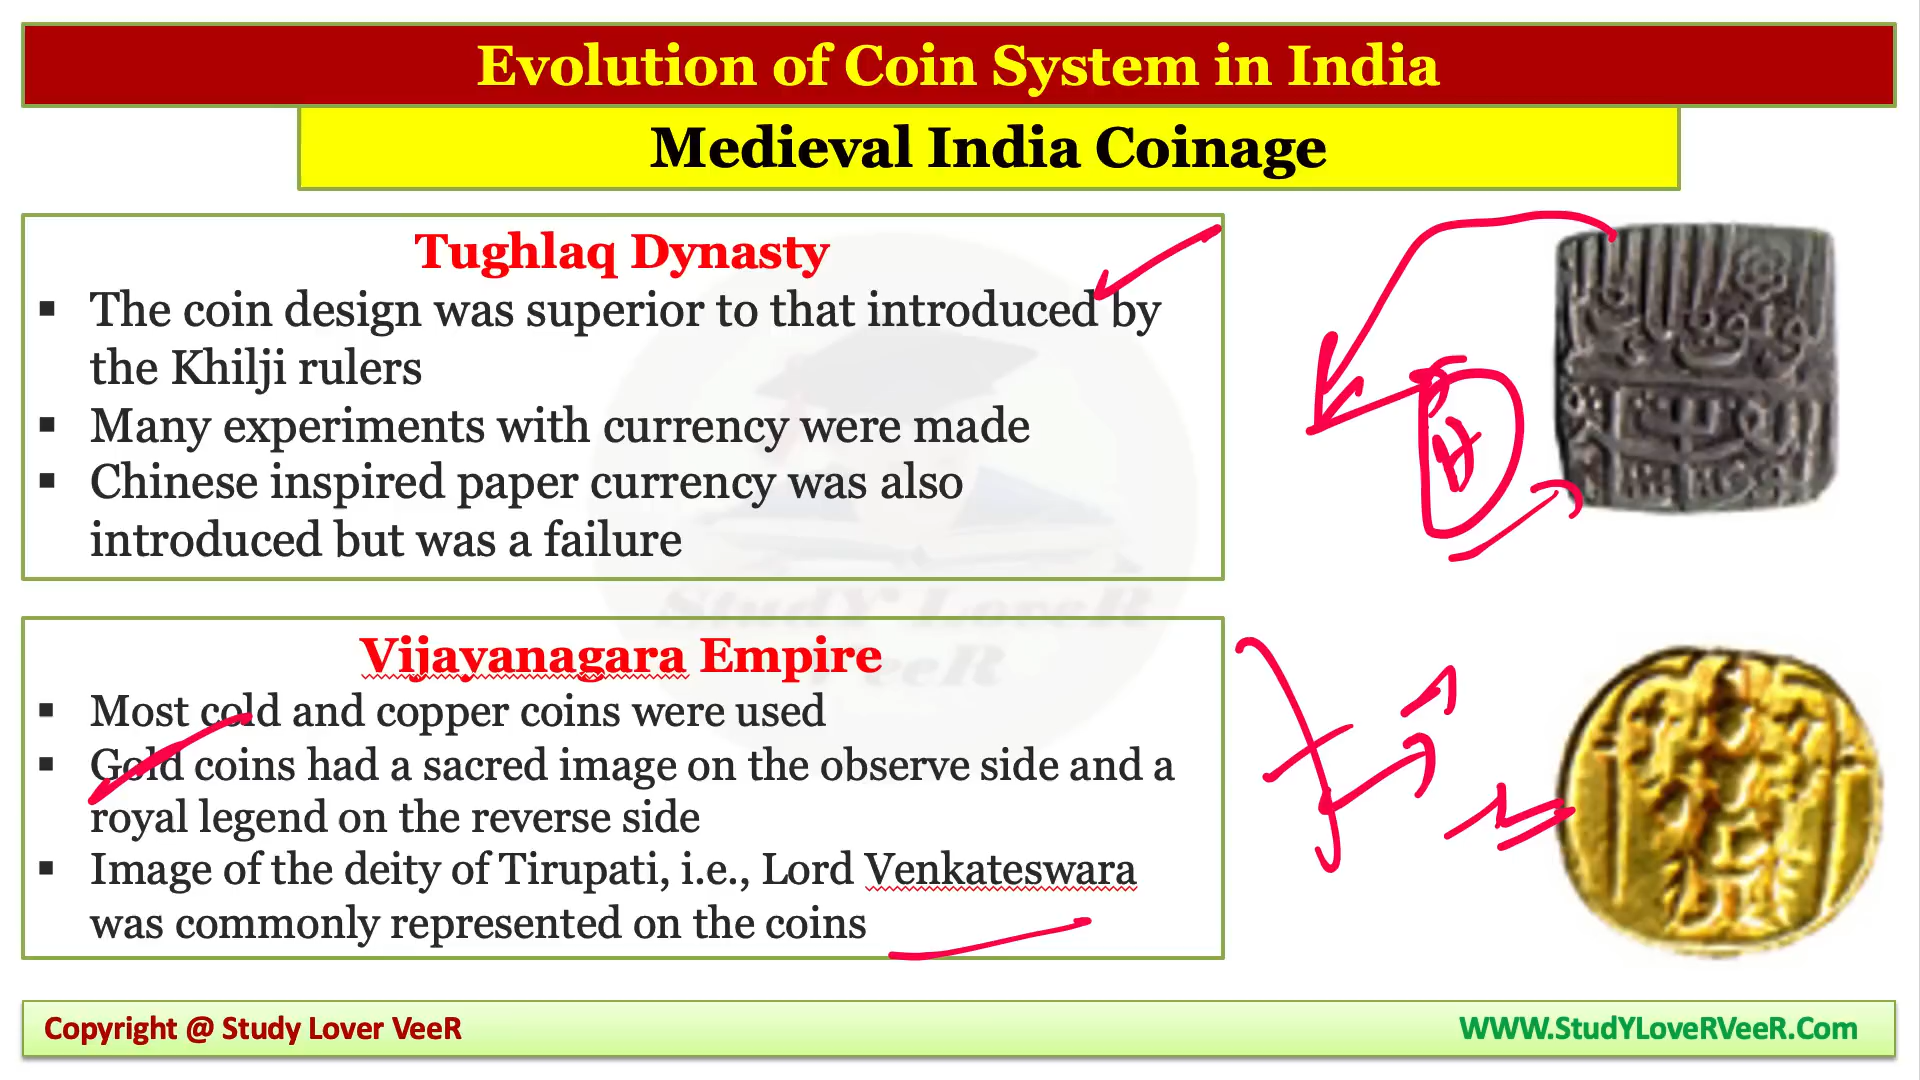 Evolution of Coin System in India
Medieval India Coinage
Tughlaq Dynasty
▪ The coin design was superior to that introduced by
the Khilji rulers
▪ Many experiments with currency were made
▪ Chinese inspired paper currency was also
introduced but was a failure
StudY LoveR
VeeR
Vijayanagara Empire
▪ Most cold and copper coins were used
▪ Gold coins had a sacred image on the observe side and a
royal legend on the reverse side
▪ Image of the deity of Tirupati, i.e., Lord Venkateswara
was commonly represented on the coins
Copyright @ Study Lover VeeR
WWW.StudYLoveRVeeR.Com